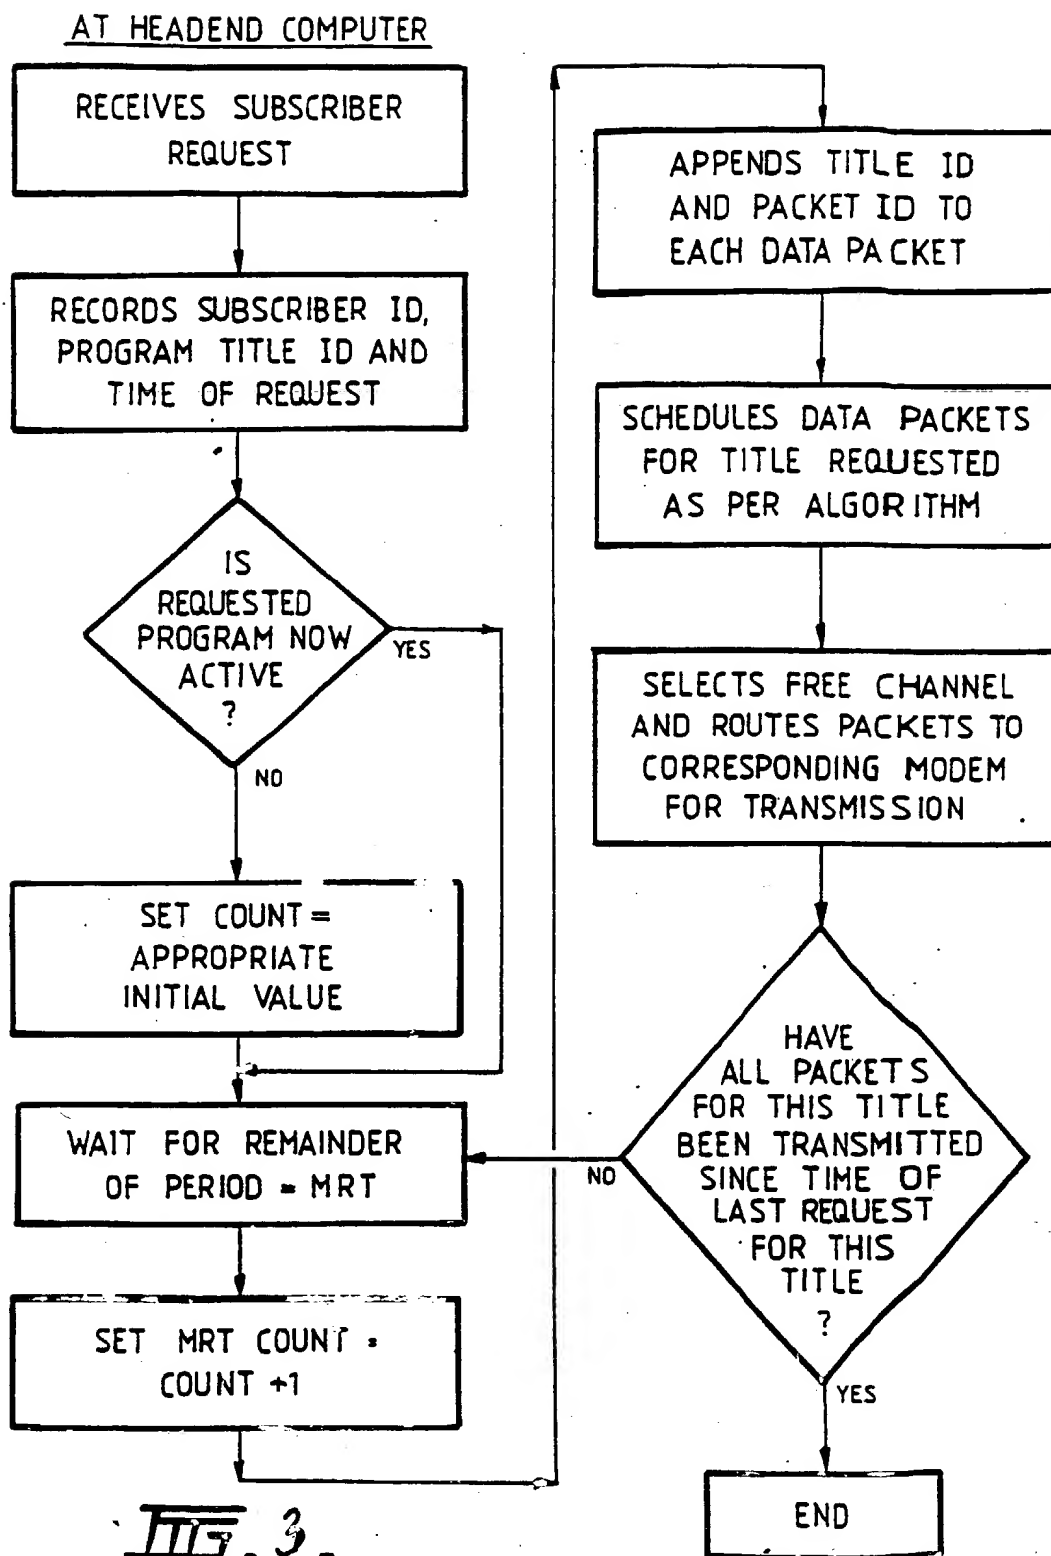 AT HEADEND COMPUTER
RECEIVES SUBSCRIBER
REQUEST
RECORDS SUBSCRIBER ID,
PROGRAM TITLE ID AND
TIME OF REQUEST
IS
REQUESTED
PROGRAM NOW
ACTIVE
?
YES
NO
SET COUNT =
APPROPRIATE
INITIAL VALUE
WAIT FOR REMAINDER
OF PERIOD = MRT
SET MRT COUNT =
COUNT +1
APPENDS TITLE ID
AND PACKET ID TO
EACH DATA PACKET
SCHEDULES DATA PACKETS
FOR TITLE REQUESTED
AS PER ALGORITHM
SELECTS FREE CHANNEL
AND ROUTES PACKETS TO
CORRESPONDING MODEM
FOR TRANSMISSION
HAVE
ALL PACKETS
FOR THIS TITLE
BEEN TRANSMITTED
SINCE TIME OF
LAST REQUEST
FOR THIS
TITLE
?
NO
YES
END
FIG. 3.